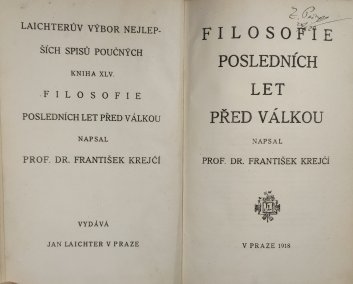 LAICHTERŮV VÝBOR NEJLEP-
ŠÍCH SPISŮ POUČNÝCH
KNIHA XLV.
FILOSOFIE
POSLEDNÍCH LET PŘED VÁLKOU
NAPSAL
PROF. DR. FRANTIŠEK KREJČÍ
VYDÁVÁ
JAN LAICHTER V PRAZE
FILOSOFIE
POSLEDNÍCH
LET
PŘED VÁLKOU
NAPSAL
PROF. DR. FRANTIŠEK KREJČÍ
V PRAZE 1918